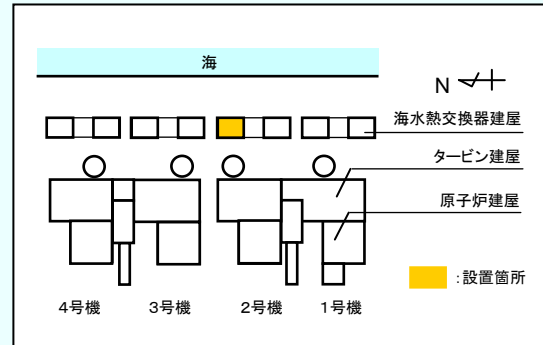 海
N
海水熱交換器建屋
タービン建屋
原子炉建屋
:設置箇所
4号機 3号機 2号機 1号機